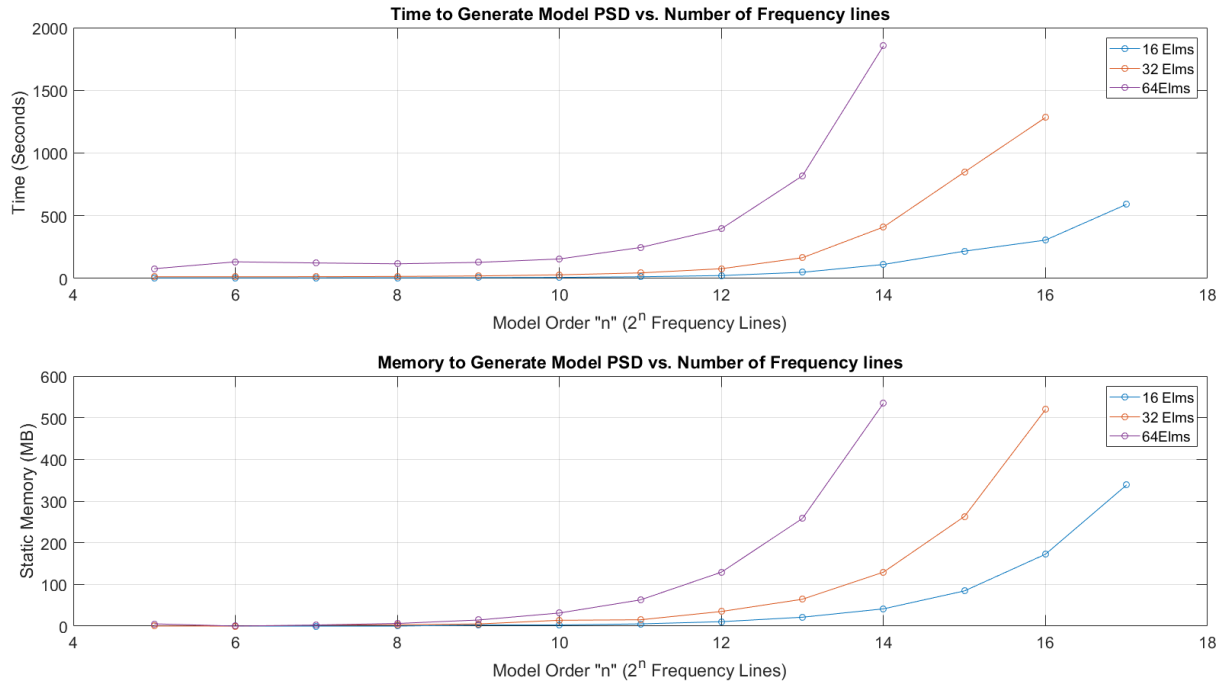 Time to Generate Model PSD vs. Number of Frequency lines
2000
1500
1000
500
0
Time (Seconds)
4 6 8 10 12 14 16 18
Model Order "n" (2^n Frequency Lines)
16 Elms
32 Elms
64Elms
Memory to Generate Model PSD vs. Number of Frequency lines
600
500
400
300
200
100
0
Static Memory (MB)
4 6 8 10 12 14 16 18
Model Order "n" (2^n Frequency Lines)
16 Elms
32 Elms
64Elms